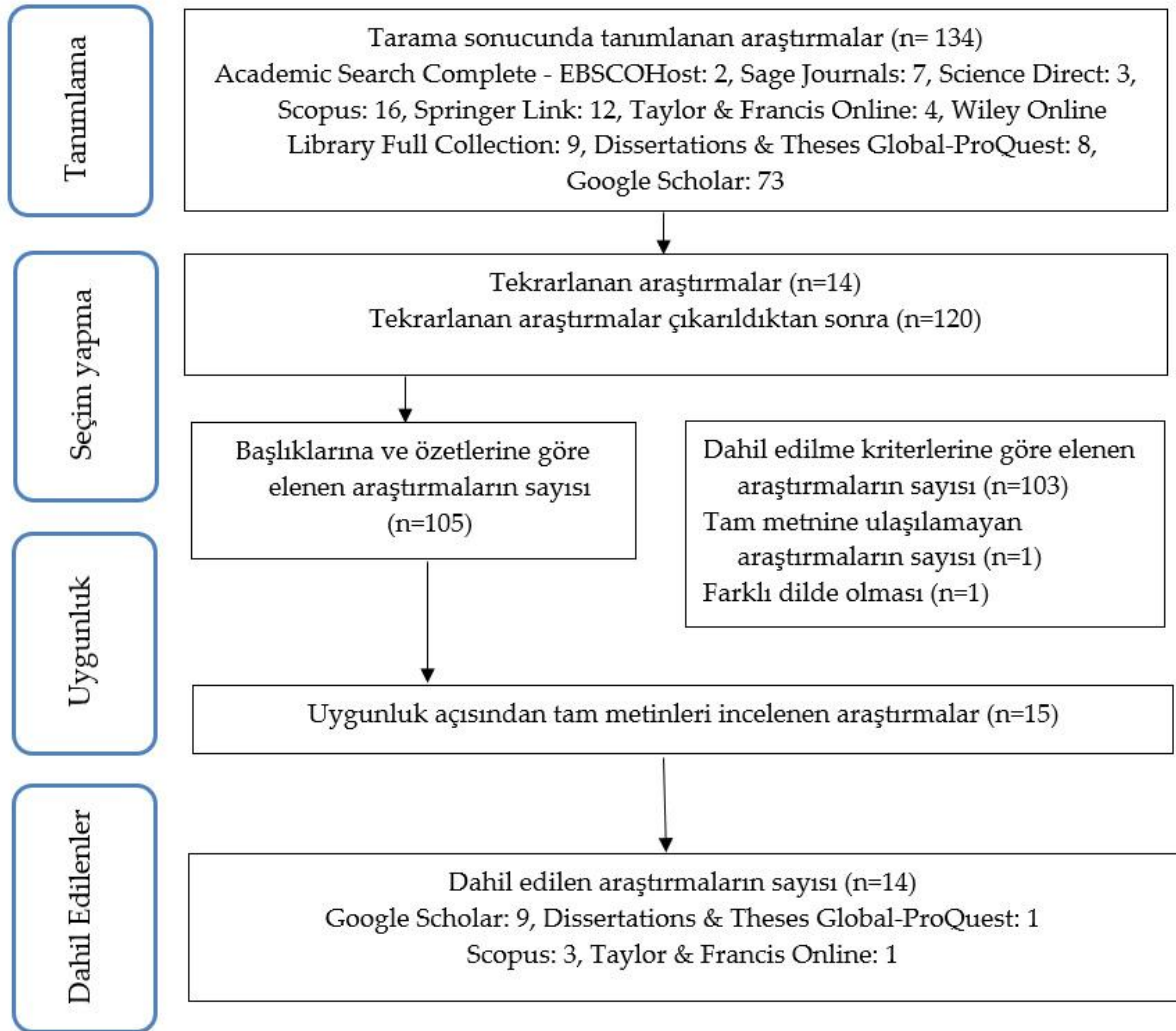 Tanımlama
Tarama sonucunda tanımlanan araştırmalar (n= 134)
Academic Search Complete - EBSCOHost: 2, Sage Journals: 7, Science Direct: 3,
Scopus: 16, Springer Link: 12, Taylor & Francis Online: 4, Wiley Online
Library Full Collection: 9, Dissertations & Theses Global-ProQuest: 8,
Google Scholar: 73
Seçim yapma
Tekrarlanan araştırmalar (n=14)
Tekrarlanan araştırmalar çıkarıldıktan sonra (n=120)
Başlıklarına ve özetlerine göre
elenen araştırmaların sayısı
(n=105)
Dahil edilme kriterlerine göre elenen
araştırmaların sayısı (n=103)
Tam metnine ulaşılamayan
araştırmaların sayısı (n=1)
Farklı dilde olması (n=1)
Uygunluk
Uygunluk açısından tam metinleri incelenen araştırmalar (n=15)
Dahil Edilenler
Dahil edilen araştırmaların sayısı (n=14)
Google Scholar: 9, Dissertations & Theses Global-ProQuest: 1
Scopus: 3, Taylor & Francis Online: 1